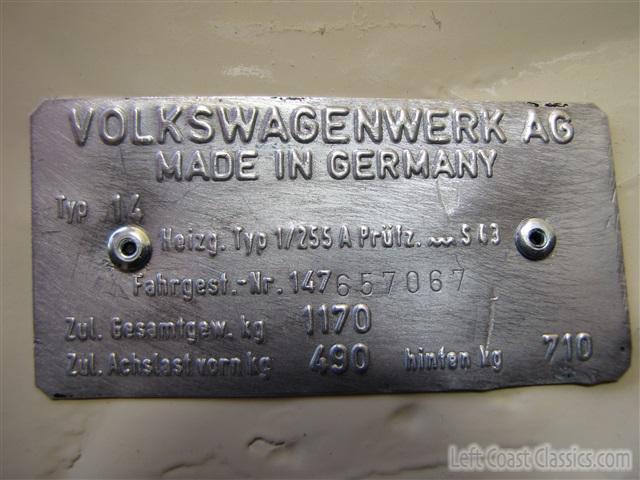 VOLKSWAGENWERK AG
MADE IN GERMANY
Typ 14
Heizg. Typ 1/255 A Prüfz. ~~~ S 43
Fahrgest.-Nr. 147657067
Zul. Gesamtgew. kg 1170
Zul. Achslast vorn kg 490 hinten kg 710
Left Coast Classics.com